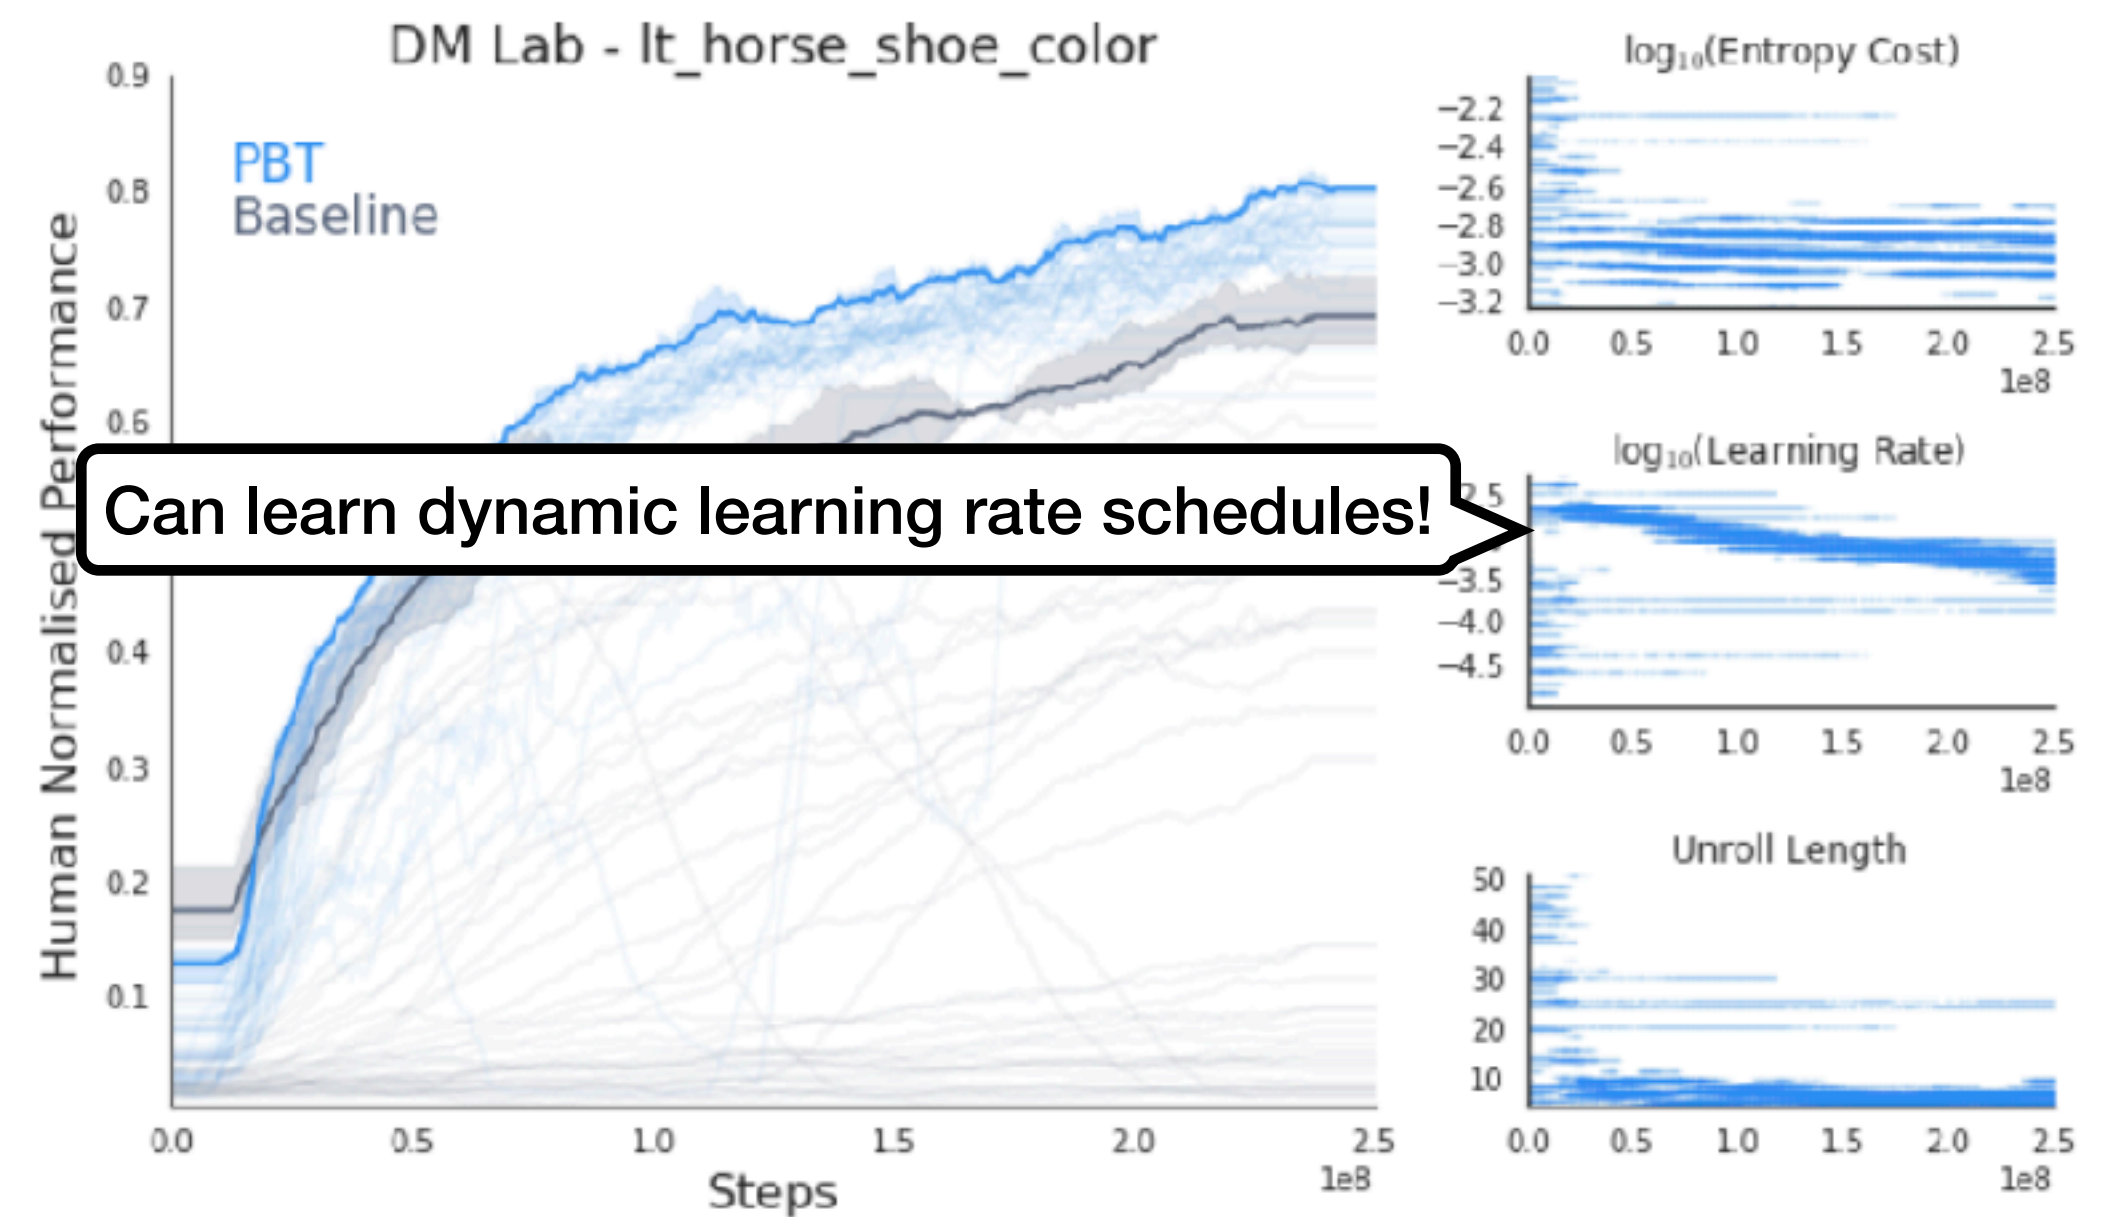 DM Lab - lt_horse_shoe_color
PBT
Baseline
Human Normalised Performance
0.9
0.8
0.7
0.6
0.4
0.3
0.2
0.1
0.0 0.5 1.0 1.5 2.0 2.5
1e8
Steps
Can learn dynamic learning rate schedules!
log₁₀(Entropy Cost)
−2.2
−2.4
−2.6
−2.8
−3.0
−3.2
0.0 0.5 1.0 1.5 2.0 2.5
1e8
log₁₀(Learning Rate)
2.5
−3.5
−4.0
−4.5
0.0 0.5 1.0 1.5 2.0 2.5
1e8
Unroll Length
50
40
30
20
10
0.0 0.5 1.0 1.5 2.0 2.5
1e8